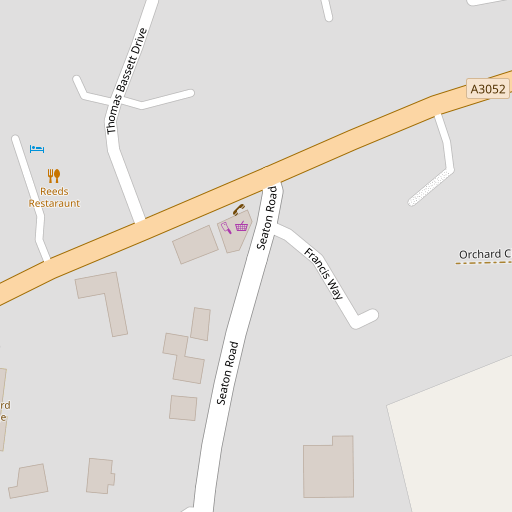 Thomas Bassett Drive
A3052
Reeds
Restaraunt
Seaton Road
Francis Way
Orchard C
Seaton Road
rd
e